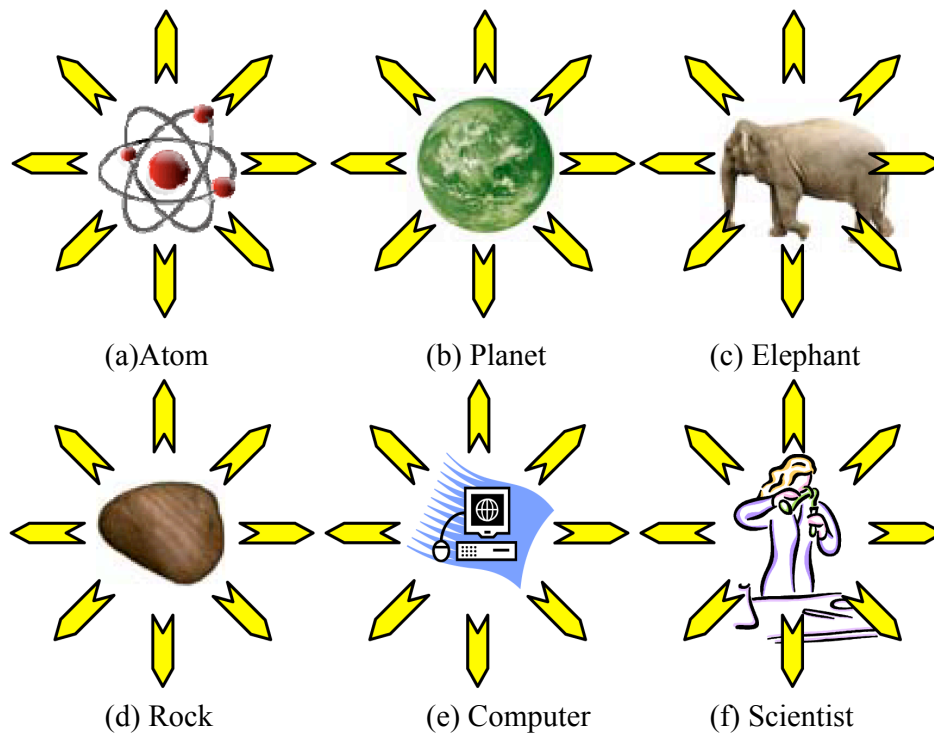 (a)Atom
(b) Planet
(c) Elephant
(d) Rock
(e) Computer
(f) Scientist